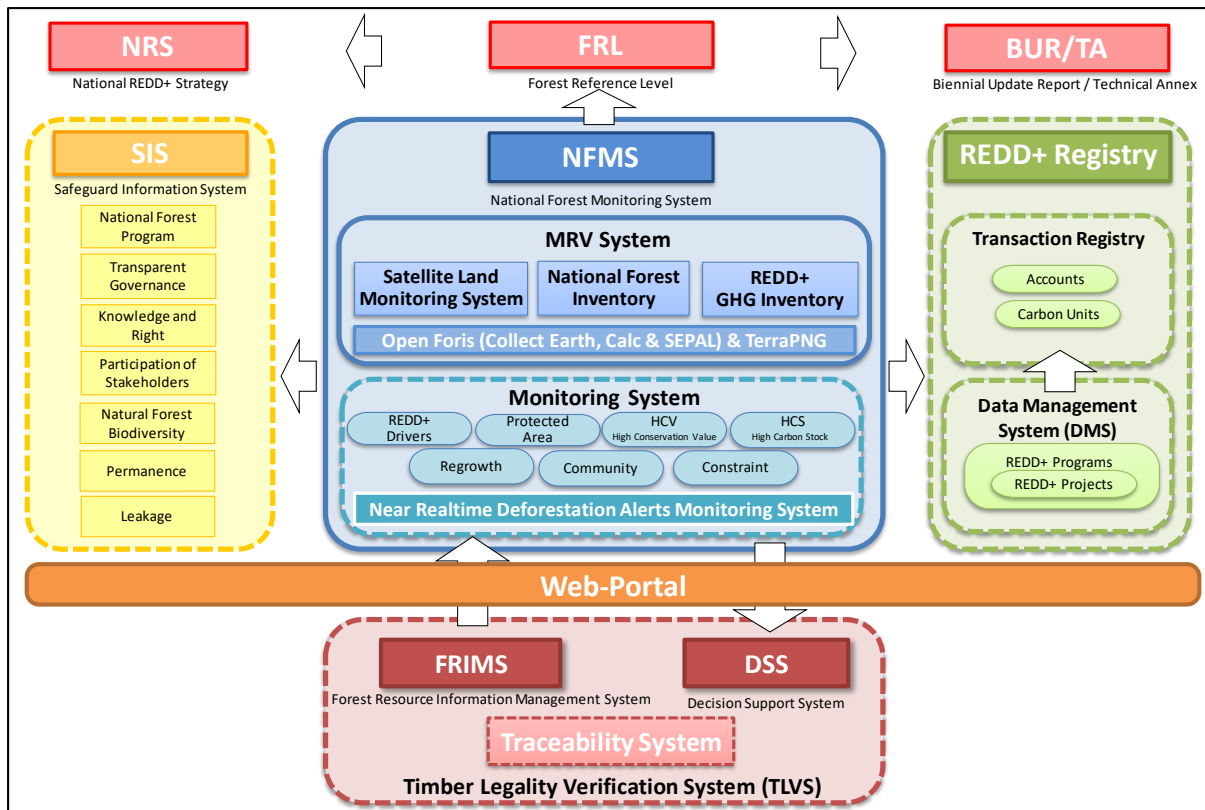 NRS
National REDD+ Strategy
FRL
Forest Reference Level
BUR/TA
Biennial Update Report / Technical Annex
SIS
Safeguard Information System
National Forest
Program
Transparent
Governance
Knowledge and
Right
Participation of
Stakeholders
Natural Forest
Biodiversity
Permanence
Leakage
NFMS
National Forest Monitoring System
MRV System
Satellite Land
Monitoring System
National Forest
Inventory
REDD+
GHG Inventory
Open Foris (Collect Earth, Calc & SEPAL) & TerraPNG
Monitoring System
REDD+
Drivers
Protected
Area
HCV
High Conservation Value
HCS
High Carbon Stock
Regrowth
Community
Constraint
Near Realtime Deforestation Alerts Monitoring System
REDD+ Registry
Transaction Registry
Accounts
Carbon Units
Data Management
System (DMS)
REDD+ Programs
REDD+ Projects
Web-Portal
FRIMS
Forest Resource Information Management System
DSS
Decision Support System
Traceability System
Timber Legality Verification System (TLVS)